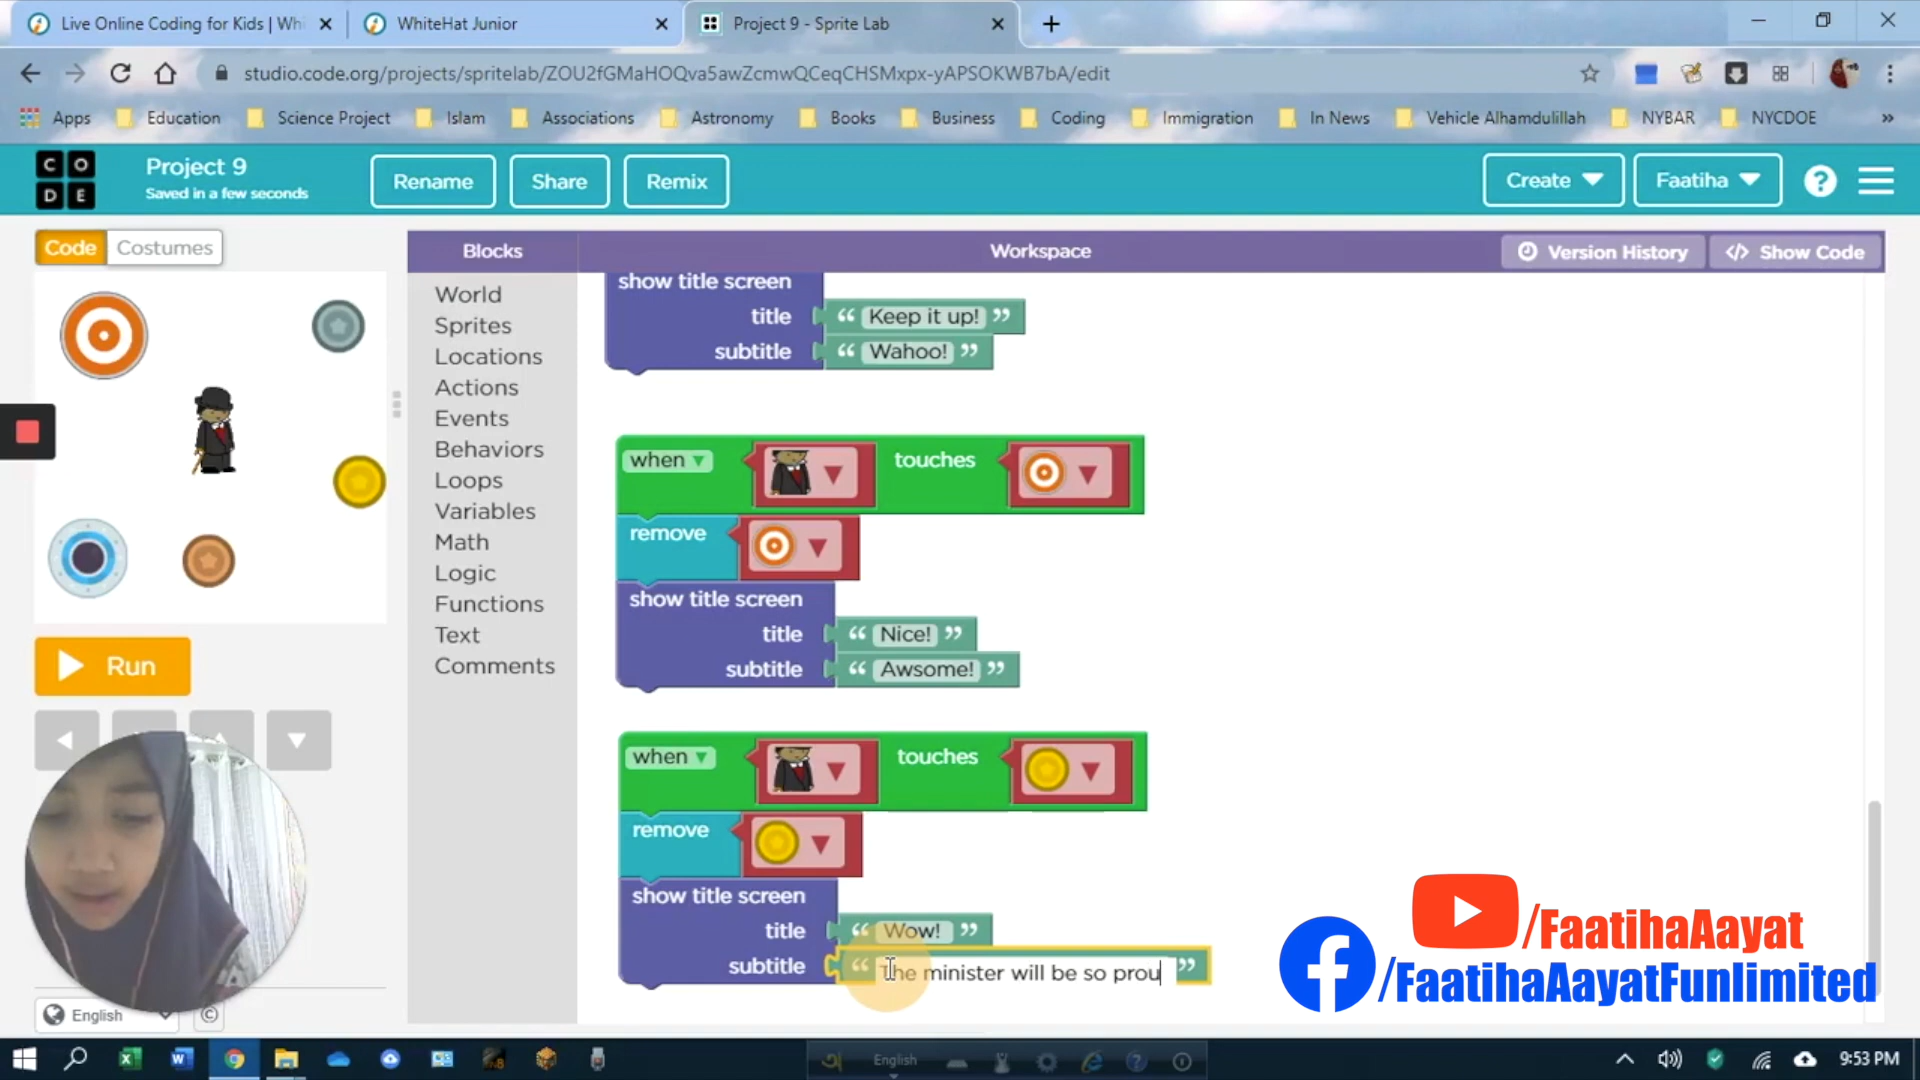 Live Online Coding for Kids | Whi
WhiteHat Junior
Project 9 - Sprite Lab
studio.code.org/projects/spritelab/ZOU2fGMaHOQva5awZcmwQCeqCHSMxpx-yAPSOKWB7bA/edit
Apps Education Science Project Islam Associations Astronomy Books Business Coding Immigration In News Vehicle Alhamdulillah NYBAR NYCDOE »
CODE
Project 9
Saved in a few seconds
Rename
Share
Remix
Create
Faatiha
?
Code
Costumes
Blocks
Workspace
Version History
</> Show Code
World
Sprites
Locations
Actions
Events
Behaviors
Loops
Variables
Math
Logic
Functions
Text
Comments
show title screen
title “ Keep it up! ”
subtitle “ Wahoo! ”
when touches
remove
show title screen
title “ Nice! ”
subtitle “ Awsome! ”
when touches
remove
show title screen
title “ Wow! ”
subtitle “ The minister will be so prou ”
Run
English
©
/FaatihaAayat
f /FaatihaAayatFunlimited
English
9:53 PM